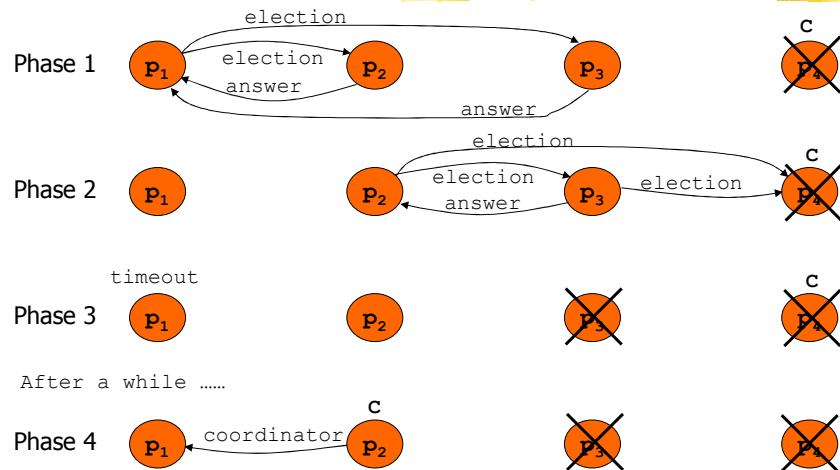 election
C
Phase 1 p1 election p2 p3 p4
answer
answer
election
C
Phase 2 p1 p2 election p3 election p4
answer
timeout
C
Phase 3 p1 p2 p3 p4
After a while ……
C
Phase 4 p1 coordinator p2 p3 p4